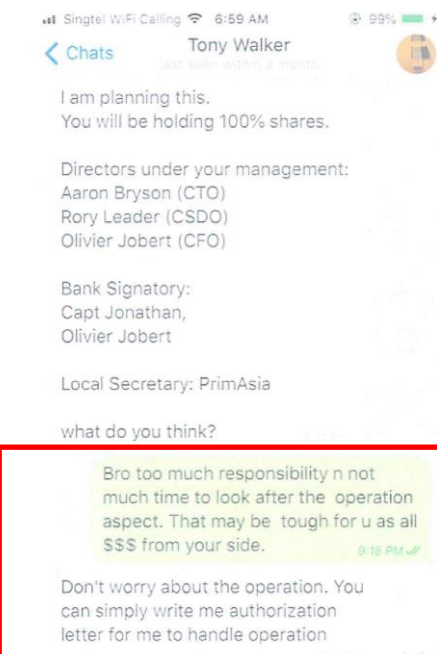 Singtel WiFi Calling 6:59 AM 99%
Chats
Tony Walker
last seen within a month
I am planning this.
You will be holding 100% shares.
Directors under your management:
Aaron Bryson (CTO)
Rory Leader (CSDO)
Olivier Jobert (CFO)
Bank Signatory:
Capt Jonathan,
Olivier Jobert
Local Secretary: PrimAsia
what do you think?
Bro too much responsibility n not
much time to look after the operation
aspect. That may be tough for u as all
$$$ from your side.
9:18 PM
Don't worry about the operation. You
can simply write me authorization
letter for me to handle operation